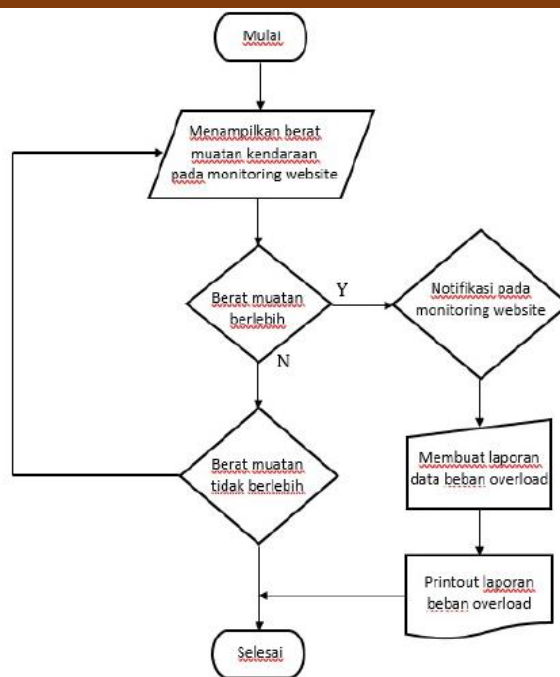 Mulai
Menampilkan berat
muatan kendaraan
pada monitoring website
Berat muatan
berlebih
Y
Notifikasi pada
monitoring website
N
Berat muatan
tidak berlebih
Membuat laporan
data beban overload
Printout laporan
beban overload
Selesai